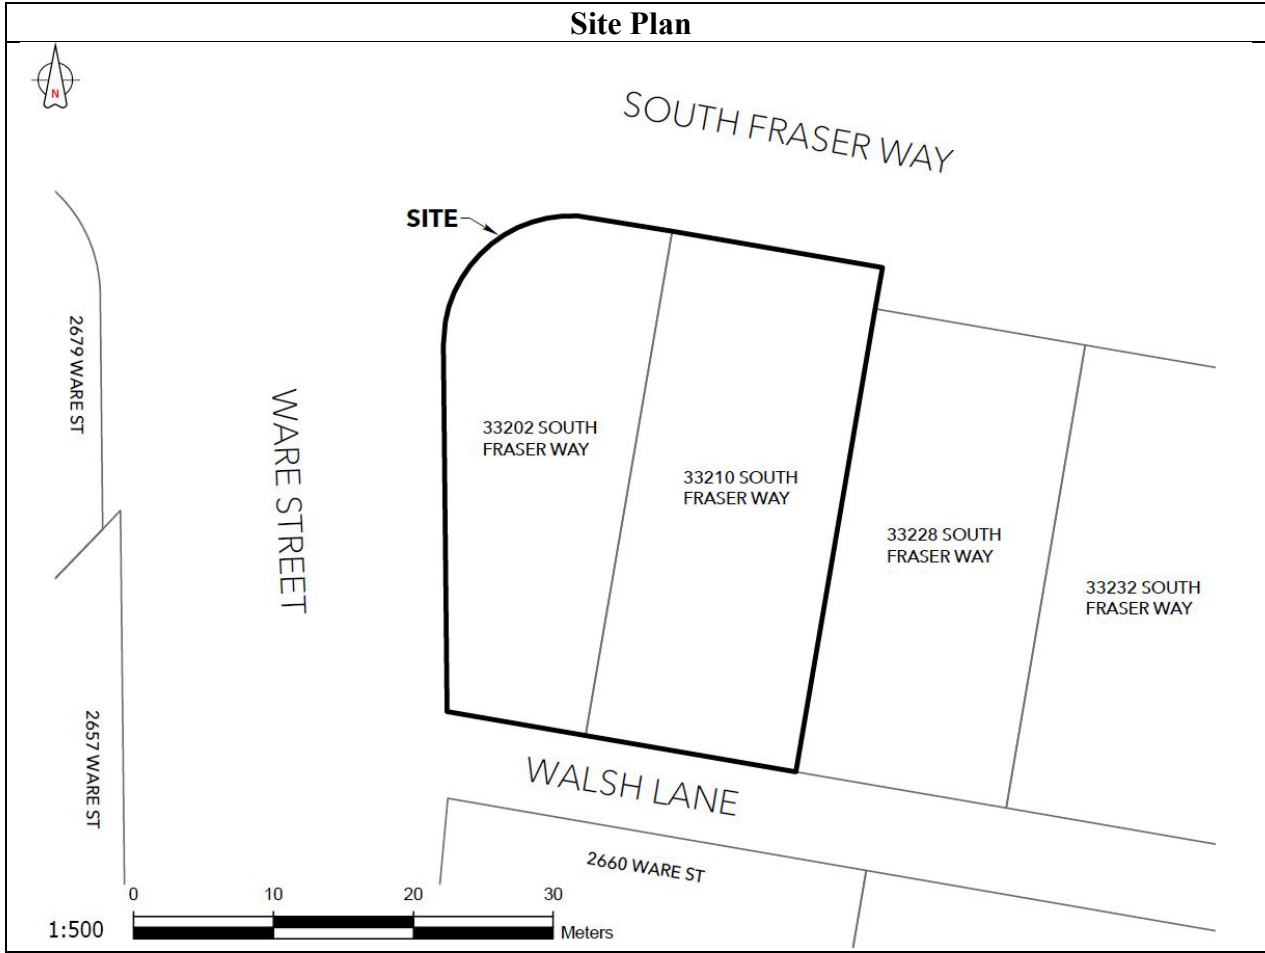 Site Plan
N
SOUTH FRASER WAY
SITE
2679 WARE ST
WARE STREET
33202 SOUTH
FRASER WAY
33210 SOUTH
FRASER WAY
33228 SOUTH
FRASER WAY
33232 SOUTH
FRASER WAY
2657 WARE ST
WALSH LANE
2660 WARE ST
0 10 20 30
1:500
Meters